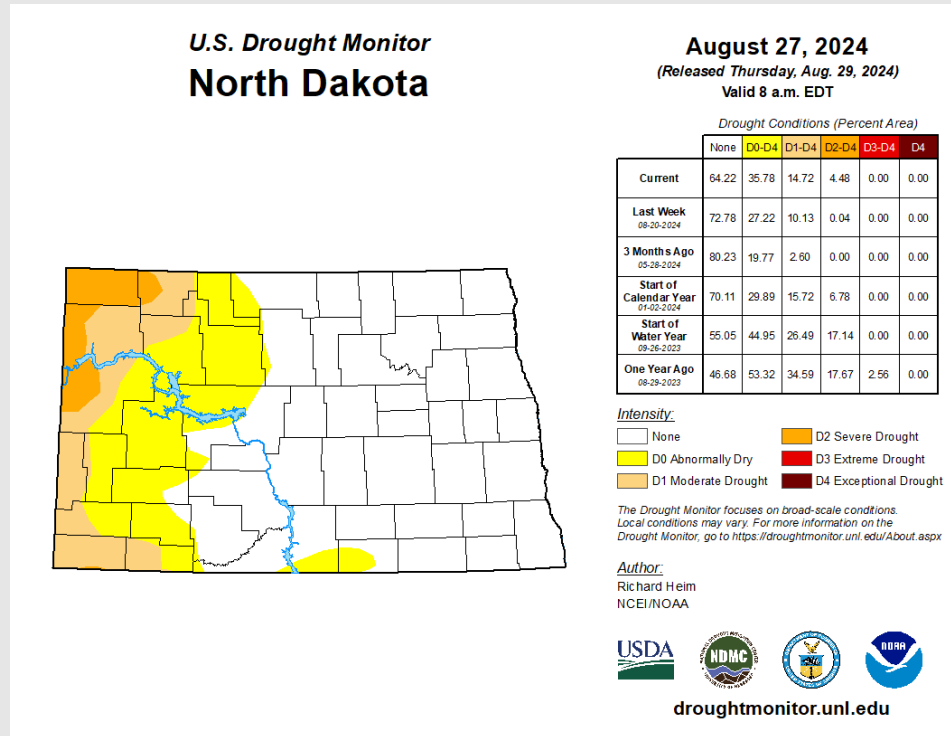 U.S. Drought Monitor
North Dakota
August 27, 2024
(Released Thursday, Aug. 29, 2024)
Valid 8 a.m. EDT
Drought Conditions (Percent Area)
None D0-D4 D1-D4 D2-D4 D3-D4 D4
Current 64.22 35.78 14.72 4.48 0.00 0.00
Last Week
08-20-2024 72.78 27.22 10.13 0.04 0.00 0.00
3 Months Ago
05-28-2024 80.23 19.77 2.60 0.00 0.00 0.00
Start of
Calendar Year
01-02-2024 70.11 29.89 15.72 6.78 0.00 0.00
Start of
Water Year
09-26-2023 55.05 44.95 26.49 17.14 0.00 0.00
One Year Ago
08-29-2023 46.68 53.32 34.59 17.67 2.56 0.00
Intensity:
None
D0 Abnormally Dry
D1 Moderate Drought
D2 Severe Drought
D3 Extreme Drought
D4 Exceptional Drought
The Drought Monitor focuses on broad-scale conditions.
Local conditions may vary. For more information on the
Drought Monitor, go to https://droughtmonitor.unl.edu/About.aspx
Author:
Richard Heim
NCEI/NOAA
USDA
NDMC
NOAA
droughtmonitor.unl.edu